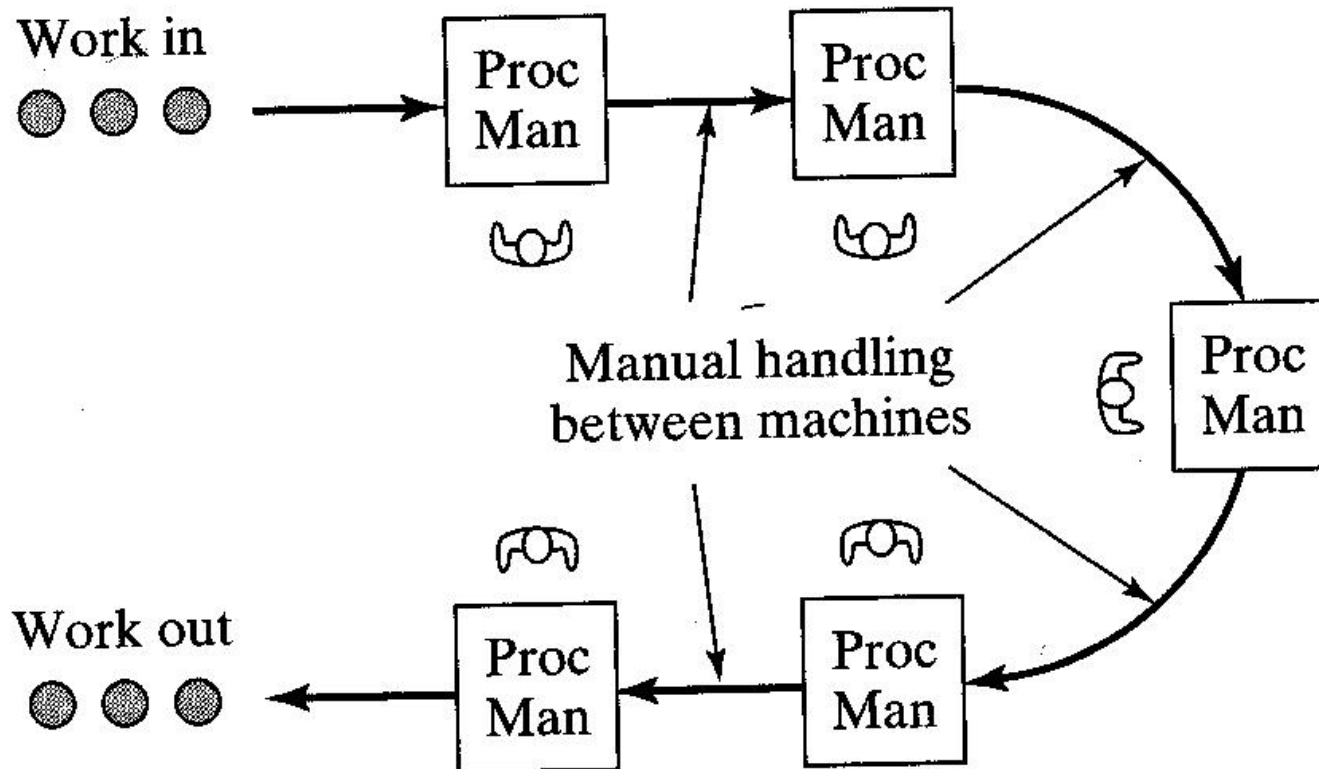 Work in
Proc
Man
Proc
Man
Manual handling
between machines
Proc
Man
Work out
Proc
Man
Proc
Man